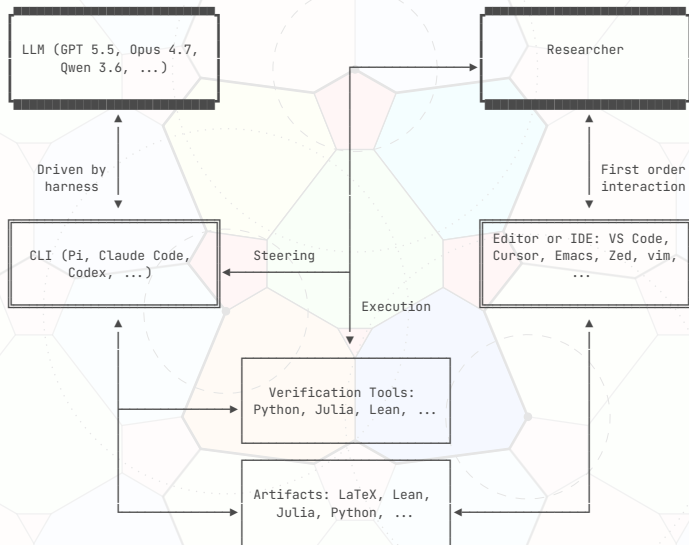 LLM (GPT 5.5, Opus 4.7,
Qwen 3.6, ...)
Researcher
Driven by
harness
First order
interaction
CLI (Pi, Claude Code,
Codex, ...)
Steering
Editor or IDE: VS Code,
Cursor, Emacs, Zed, vim,
...
Execution
Verification Tools:
Python, Julia, Lean, ...
Artifacts: LaTeX, Lean,
Julia, Python, ...